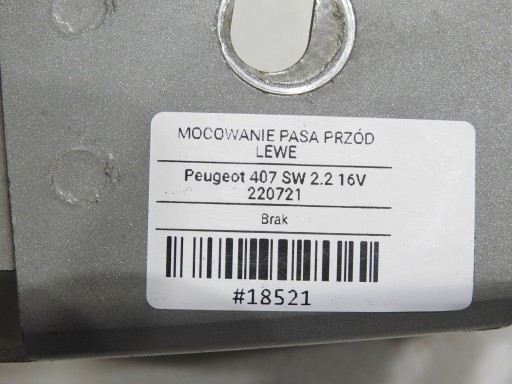 MOCOWANIE PASA PRZÓD
LEWE
Peugeot 407 SW 2.2 16V
220721
Brak
#18521